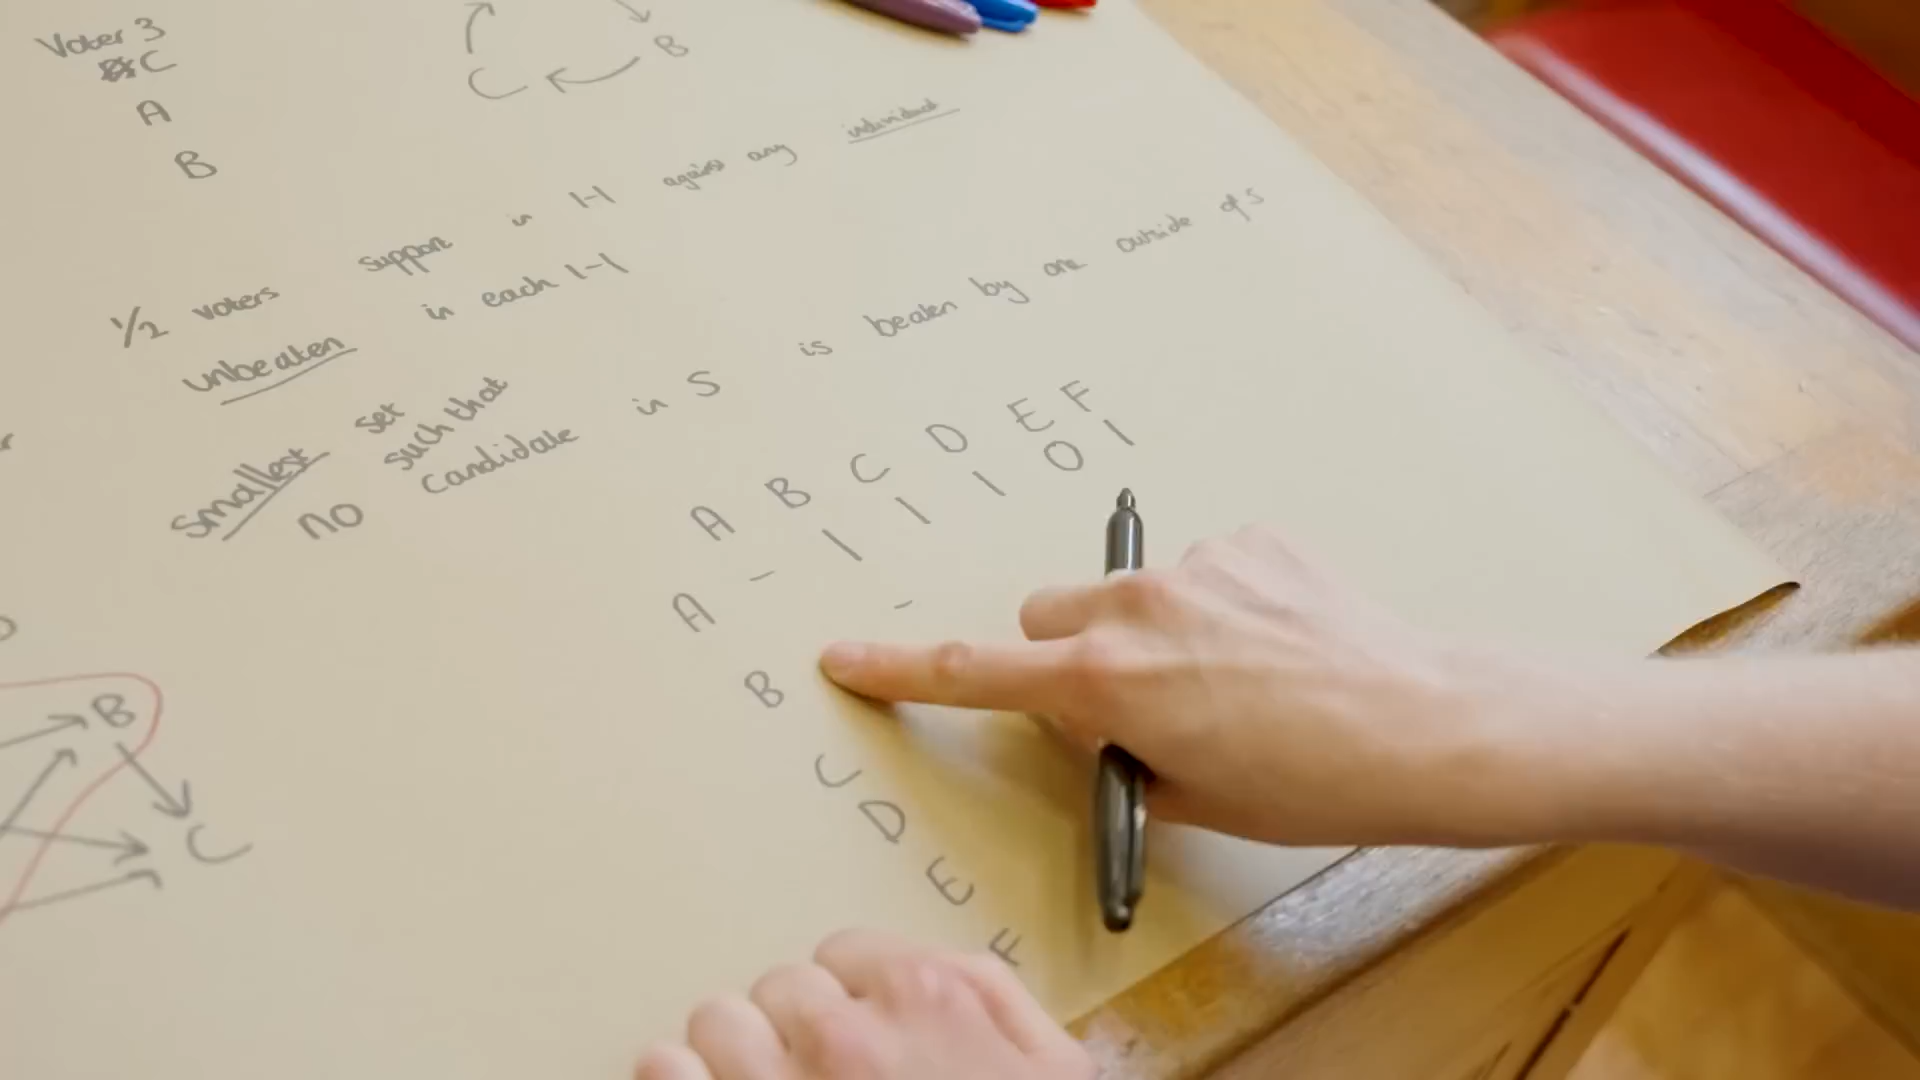 Voter 3
C
A
B
C B
1/2 voters support in 1-1 against any individual
unbeaten in each 1-1
smallest set such that
no candidate in S is beaten by one outside of S
A B C D E F
A - 1 1 1 0 1
B -
C
D
E
F
B
C